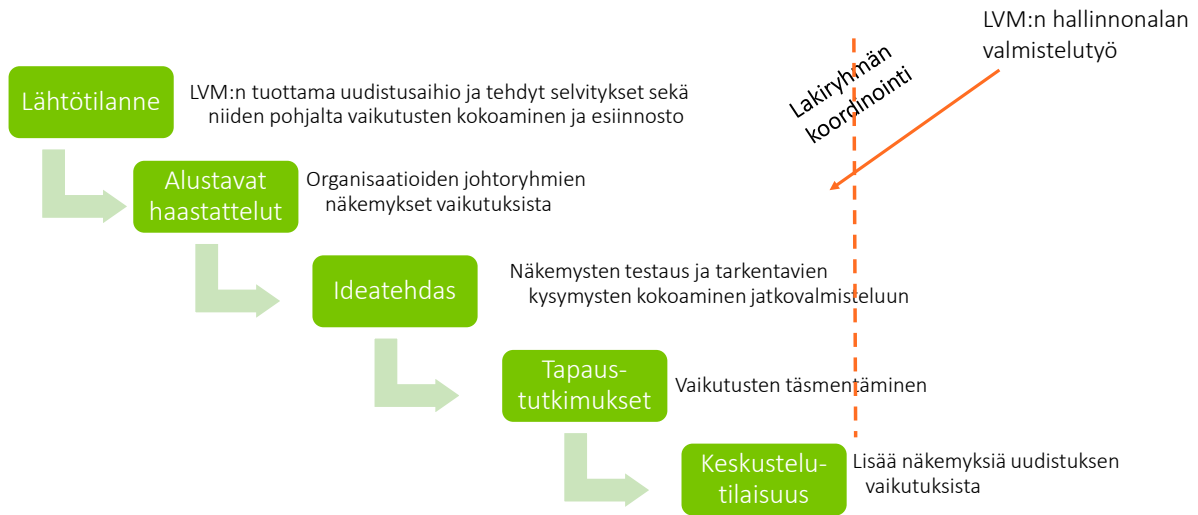 LVM:n hallinnonalan
valmistelutyö
Lakiryhmän
koordinointi
Lähtötilanne
LVM:n tuottama uudistusaihio ja tehdyt selvitykset sekä
niiden pohjalta vaikutusten kokoaminen ja esiinnosto
Alustavat
haastattelut
Organisaatioiden johtoryhmien
näkemykset vaikutuksista
Ideatehdas
Näkemysten testaus ja tarkentavien
kysymysten kokoaminen jatkovalmisteluun
Tapaus-
tutkimukset
Vaikutusten täsmentäminen
Keskustelu-
tilaisuus
Lisää näkemyksiä uudistuksen
vaikutuksista